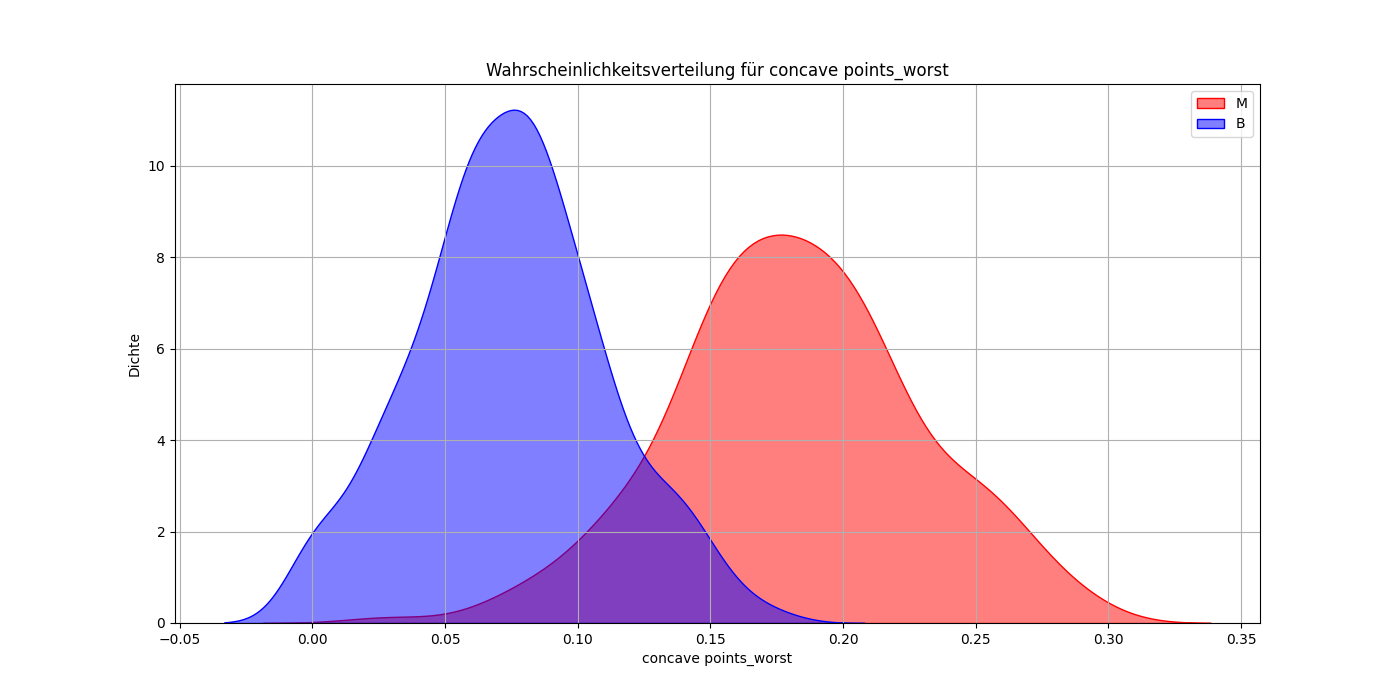 Wahrscheinlichkeitsverteilung für concave points_worst
M
B
Dichte
10
8
6
4
2
0
−0.05 0.00 0.05 0.10 0.15 0.20 0.25 0.30 0.35
concave points_worst